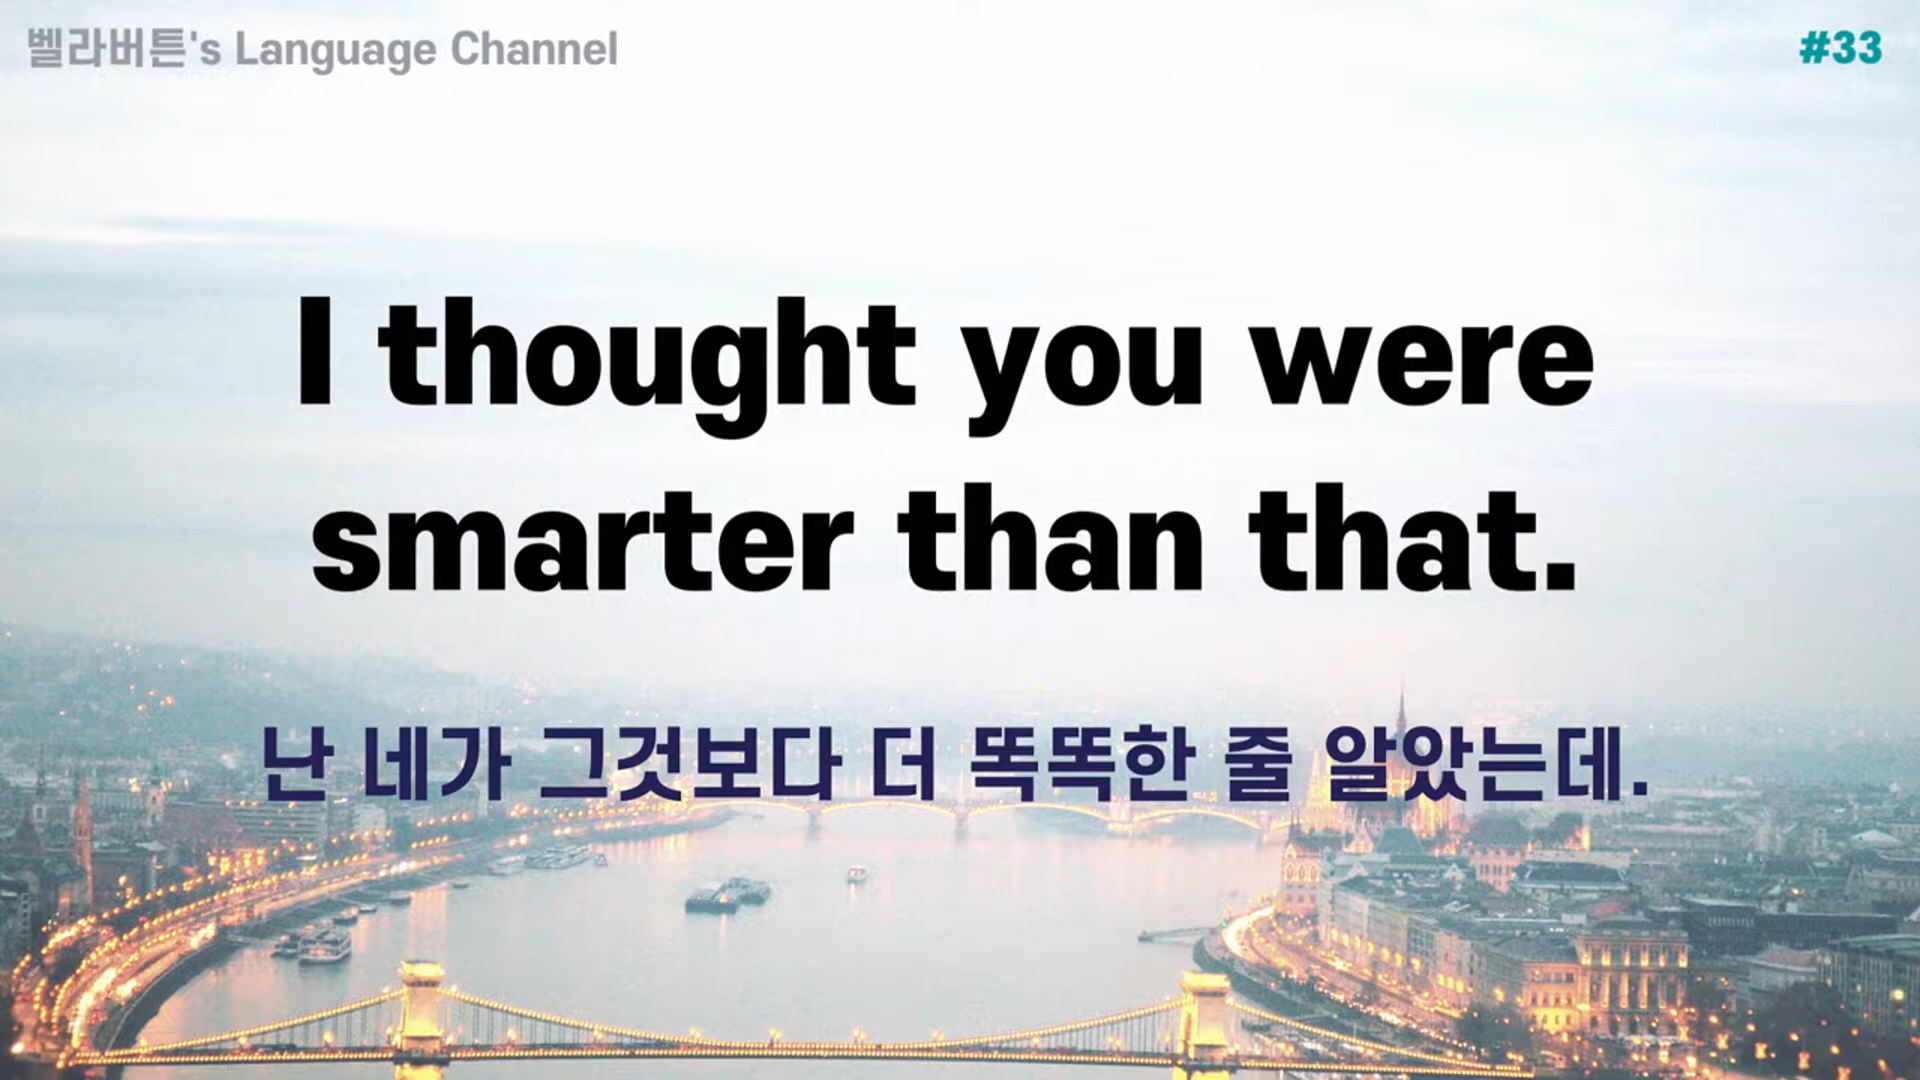 벨라버튼's Language Channel
#33
I thought you were
smarter than that.
난 네가 그것보다 더 똑똑한 줄 알았는데.